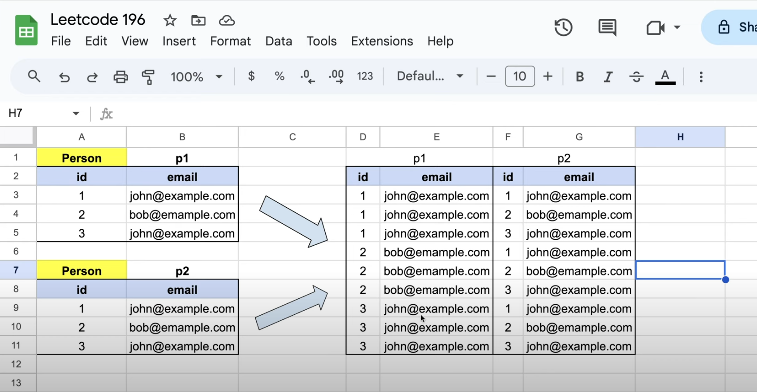 Leetcode 196
File Edit View Insert Format Data Tools Extensions Help
Sha
100% $ % .0 .00 123 Defaul... − 10 + B I S A
H7 fx
A B C D E F G H
1 Person p1 p1 p2
2 id email id email id email
3 1 john@example.com 1 john@example.com 1 john@example.com
4 2 bob@emample.com 1 john@example.com 2 bob@emample.com
5 3 john@example.com 1 john@example.com 3 john@example.com
6 2 bob@emample.com 1 john@example.com
7 Person p2 2 bob@emample.com 2 bob@emample.com
8 id email 2 bob@emample.com 3 john@example.com
9 1 john@example.com 3 john@example.com 1 john@example.com
10 2 bob@emample.com 3 john@example.com 2 bob@emample.com
11 3 john@example.com 3 john@example.com 3 john@example.com
12
13